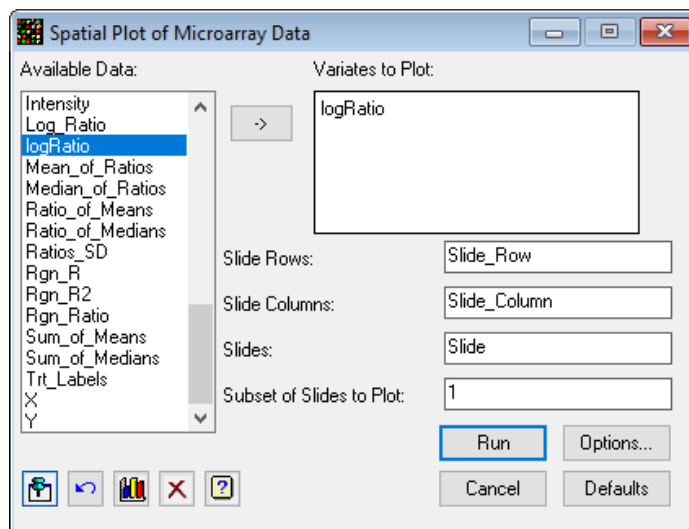 Spatial Plot of Microarray Data
Available Data:
Variates to Plot:
Intensity
Log_Ratio
logRatio
Mean_of_Ratios
Median_of_Ratios
Ratio_of_Means
Ratio_of_Medians
Ratios_SD
Rgn_R
Rgn_R2
Rgn_Ratio
Sum_of_Means
Sum_of_Medians
Trt_Labels
X
Y
->
logRatio
Slide Rows:
Slide_Row
Slide Columns:
Slide_Column
Slides:
Slide
Subset of Slides to Plot:
1
Run
Options...
Cancel
Defaults